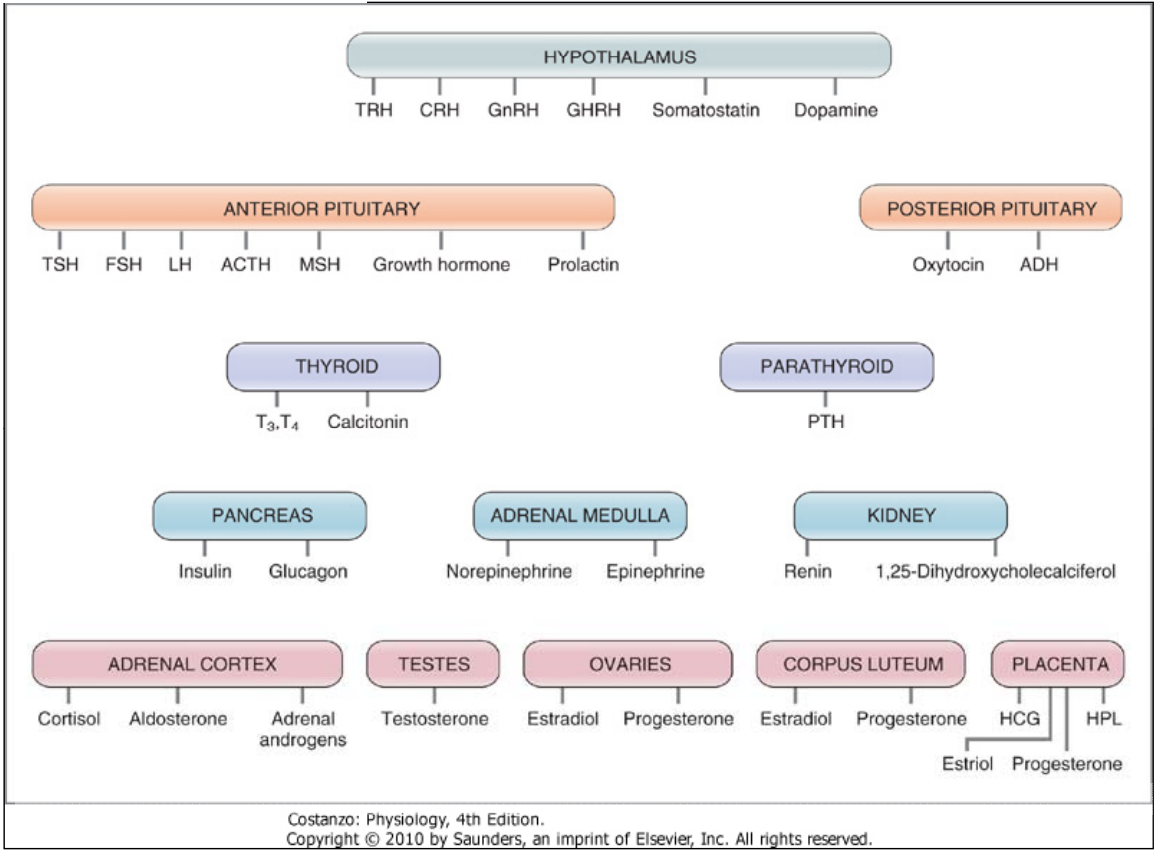 HYPOTHALAMUS
TRH CRH GnRH GHRH Somatostatin Dopamine
ANTERIOR PITUITARY POSTERIOR PITUITARY
TSH FSH LH ACTH MSH Growth hormone Prolactin Oxytocin ADH
THYROID PARATHYROID
T₃,T₄ Calcitonin PTH
PANCREAS ADRENAL MEDULLA KIDNEY
Insulin Glucagon Norepinephrine Epinephrine Renin 1,25-Dihydroxycholecalciferol
ADRENAL CORTEX TESTES OVARIES CORPUS LUTEUM PLACENTA
Cortisol Aldosterone Adrenal Testosterone Estradiol Progesterone Estradiol Progesterone HCG HPL
androgens
Estriol Progesterone
Costanzo: Physiology, 4th Edition.
Copyright © 2010 by Saunders, an imprint of Elsevier, Inc. All rights reserved.